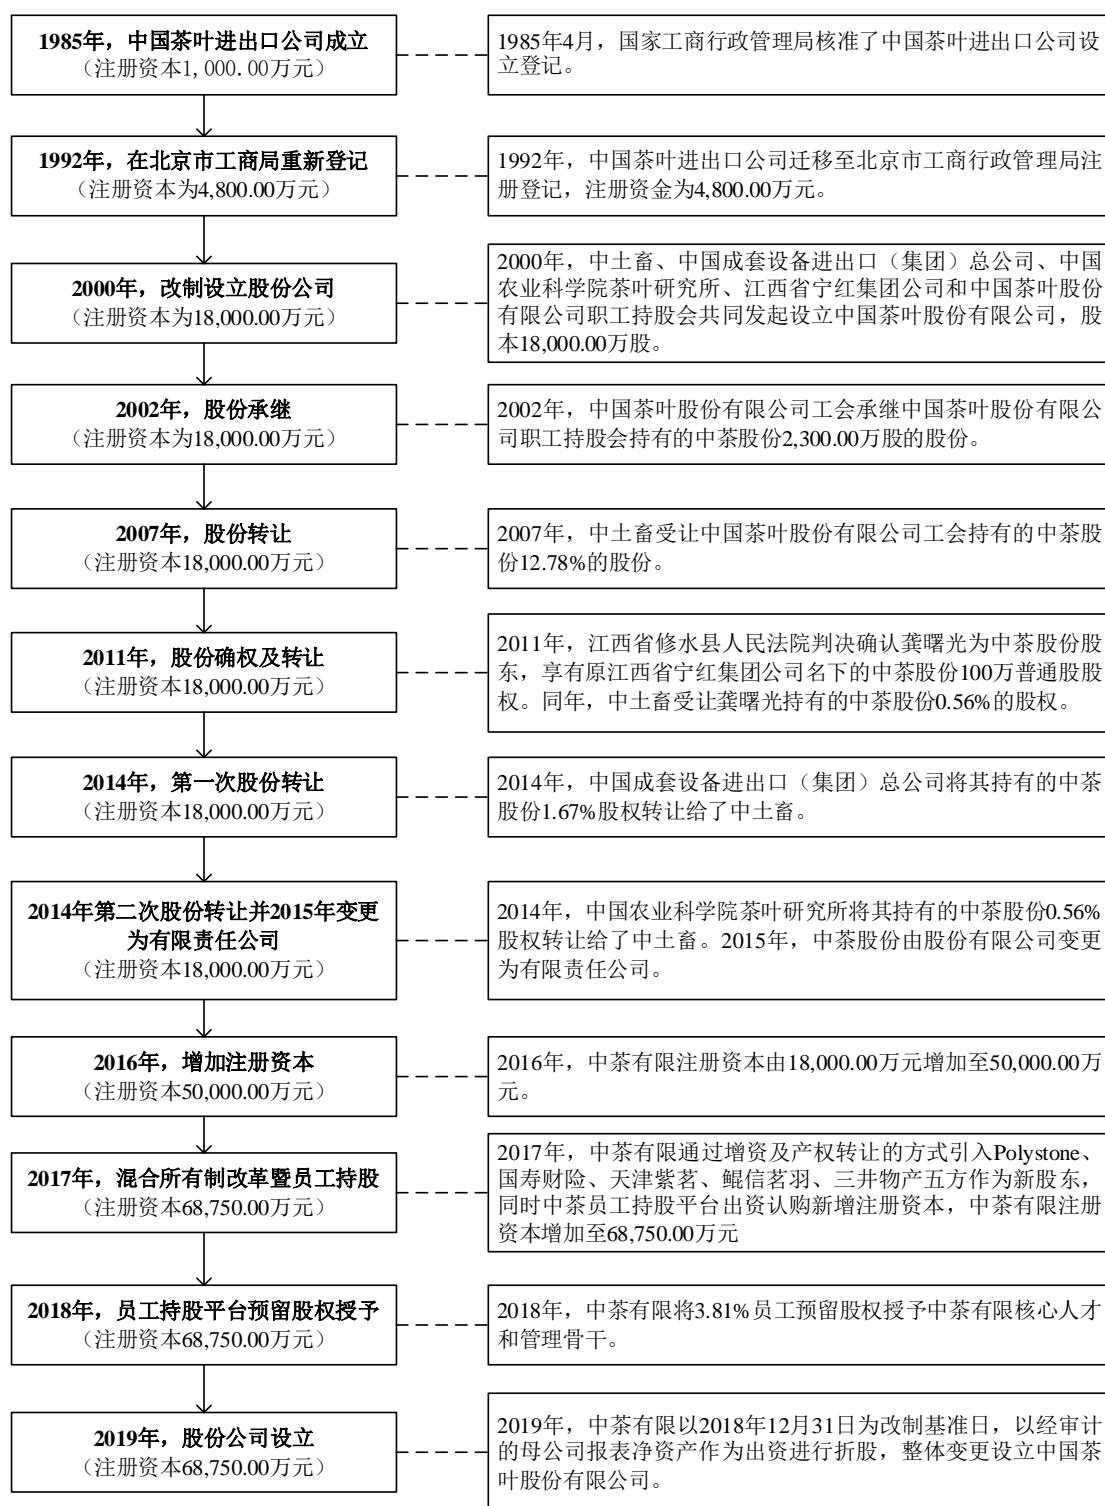 1985年，中国茶叶进出口公司成立
（注册资本1,000.00万元）
1985年4月，国家工商行政管理局核准了中国茶叶进出口公司设
立登记。
1992年，在北京市工商局重新登记
（注册资本为4,800.00万元）
1992年，中国茶叶进出口公司迁移至北京市工商行政管理局注
册登记，注册资金为4,800.00万元。
2000年，改制设立股份公司
（注册资本为18,000.00万元）
2000年，中土畜、中国成套设备进出口（集团）总公司、中国
农业科学院茶叶研究所、江西省宁红集团公司和中国茶叶股份
有限公司职工持股会共同发起设立中国茶叶股份有限公司，股
本18,000.00万股。
2002年，股份承继
（注册资本为18,000.00万元）
2002年，中国茶叶股份有限公司工会承继中国茶叶股份有限公
司职工持股会持有的中茶股份2,300.00万股的股份。
2007年，股份转让
（注册资本18,000.00万元）
2007年，中土畜受让中国茶叶股份有限公司工会持有的中茶股
份12.78%的股份。
2011年，股份确权及转让
（注册资本18,000.00万元）
2011年，江西省修水县人民法院判决确认龚曙光为中茶股份股
东，享有原江西省宁红集团公司名下的中茶股份100万普通股股
权。同年，中土畜受让龚曙光持有的中茶股份0.56%的股权。
2014年，第一次股份转让
（注册资本18,000.00万元）
2014年，中国成套设备进出口（集团）总公司将其持有的中茶
股份1.67%股权转让给了中土畜。
2014年第二次股份转让并2015年变更
为有限责任公司
（注册资本18,000.00万元）
2014年，中国农业科学院茶叶研究所将其持有的中茶股份0.56%
股权转让给了中土畜。2015年，中茶股份由股份有限公司变更
为有限责任公司。
2016年，增加注册资本
（注册资本50,000.00万元）
2016年，中茶有限注册资本由18,000.00万元增加至50,000.00万
元。
2017年，混合所有制改革暨员工持股
（注册资本68,750.00万元）
2017年，中茶有限通过增资及产权转让的方式引入Polystone、
国寿财险、天津紫茗、鲲信茗羽、三井物产五方作为新股东，
同时中茶员工持股平台出资认购新增注册资本，中茶有限注册
资本增加至68,750.00万元
2018年，员工持股平台预留股权授予
（注册资本68,750.00万元）
2018年，中茶有限将3.81%员工预留股权授予中茶有限核心人才
和管理骨干。
2019年，股份公司设立
（注册资本68,750.00万元）
2019年，中茶有限以2018年12月31日为改制基准日，以经审计
的母公司报表净资产作为出资进行折股，整体变更设立中国茶
叶股份有限公司。